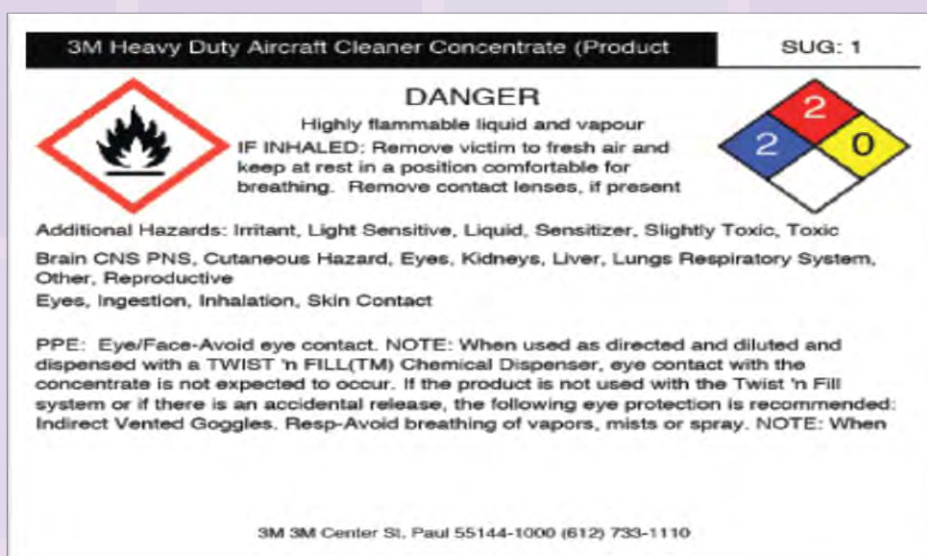 3M Heavy Duty Aircraft Cleaner Concentrate (Product
SUG: 1
DANGER
Highly flammable liquid and vapour
IF INHALED: Remove victim to fresh air and
keep at rest in a position comfortable for
breathing. Remove contact lenses, if present
2
2
0
Additional Hazards: Irritant, Light Sensitive, Liquid, Sensitizer, Slightly Toxic, Toxic
Brain CNS PNS, Cutaneous Hazard, Eyes, Kidneys, Liver, Lungs Respiratory System,
Other, Reproductive
Eyes, Ingestion, Inhalation, Skin Contact
PPE: Eye/Face-Avoid eye contact. NOTE: When used as directed and diluted and
dispensed with a TWIST 'n FILL(TM) Chemical Dispenser, eye contact with the
concentrate is not expected to occur. If the product is not used with the Twist 'n Fill
system or if there is an accidental release, the following eye protection is recommended:
Indirect Vented Goggles. Resp-Avoid breathing of vapors, mists or spray. NOTE: When
3M 3M Center St. Paul 55144-1000 (612) 733-1110